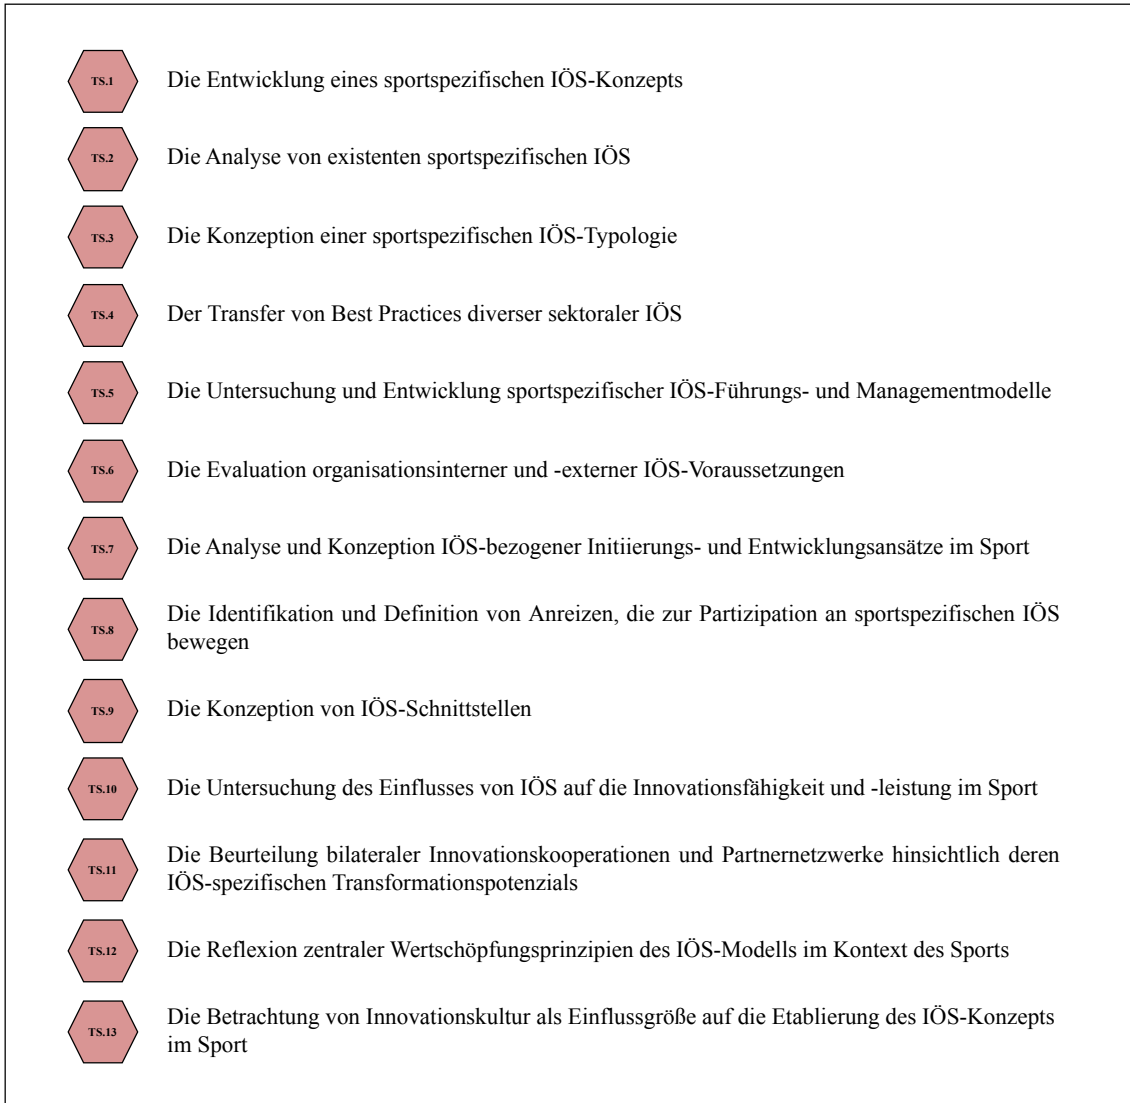 TS.1 Die Entwicklung eines sportspezifischen IÖS-Konzepts
TS.2 Die Analyse von existenten sportspezifischen IÖS
TS.3 Die Konzeption einer sportspezifischen IÖS-Typologie
TS.4 Der Transfer von Best Practices diverser sektoraler IÖS
TS.5 Die Untersuchung und Entwicklung sportspezifischer IÖS-Führungs- und Managementmodelle
TS.6 Die Evaluation organisationsinterner und -externer IÖS-Voraussetzungen
TS.7 Die Analyse und Konzeption IÖS-bezogener Initiierungs- und Entwicklungsansätze im Sport
TS.8 Die Identifikation und Definition von Anreizen, die zur Partizipation an sportspezifischen IÖS
bewegen
TS.9 Die Konzeption von IÖS-Schnittstellen
TS.10 Die Untersuchung des Einflusses von IÖS auf die Innovationsfähigkeit und -leistung im Sport
TS.11 Die Beurteilung bilateraler Innovationskooperationen und Partnernetzwerke hinsichtlich deren
IÖS-spezifischen Transformationspotenzials
TS.12 Die Reflexion zentraler Wertschöpfungsprinzipien des IÖS-Modells im Kontext des Sports
TS.13 Die Betrachtung von Innovationskultur als Einflussgröße auf die Etablierung des IÖS-Konzepts
im Sport